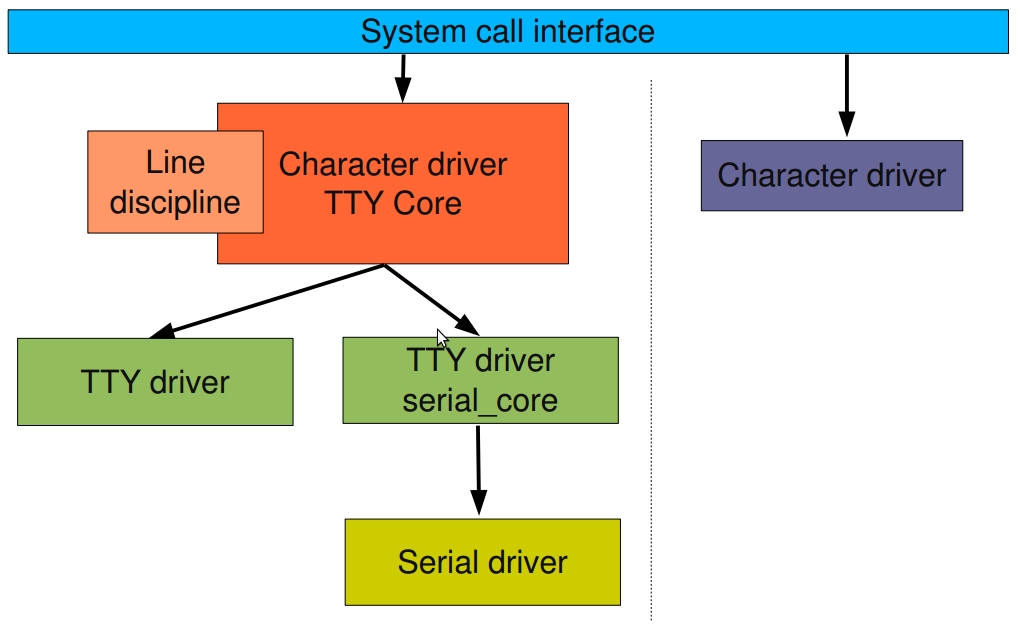 System call interface
Line
discipline
Character driver
TTY Core
Character driver
TTY driver
TTY driver
serial_core
Serial driver